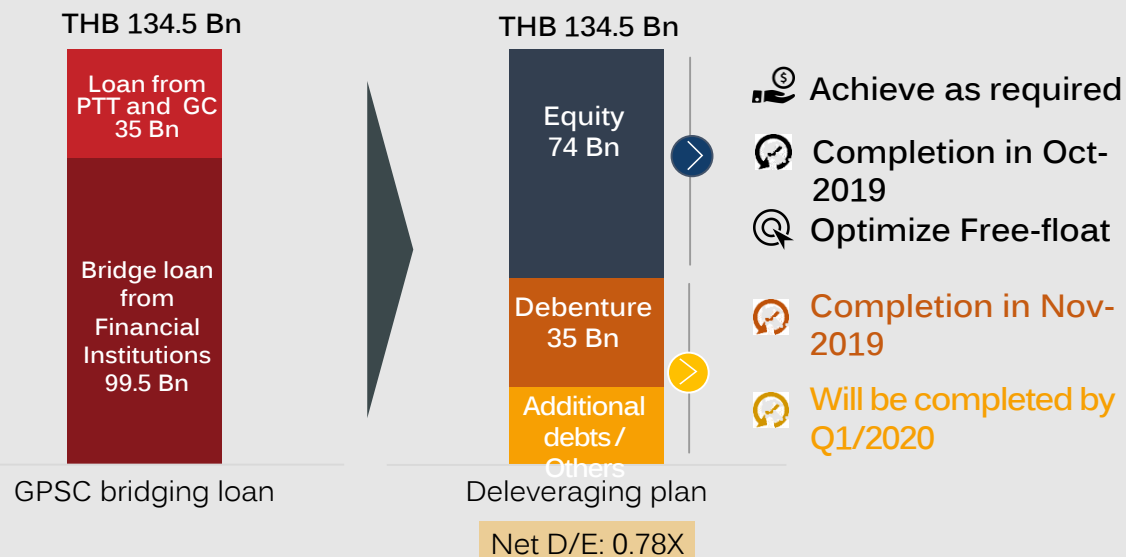 THB 134.5 Bn
Loan from
PTT and GC
35 Bn
Bridge loan
from
Financial
Institutions
99.5 Bn
GPSC bridging loan
THB 134.5 Bn
Equity
74 Bn
Debenture
35 Bn
Additional
debts /
Others
Deleveraging plan
Net D/E: 0.78X
$
Achieve as required
Completion in Oct-
2019
Optimize Free-float
Completion in Nov-
2019
Will be completed by
Q1/2020